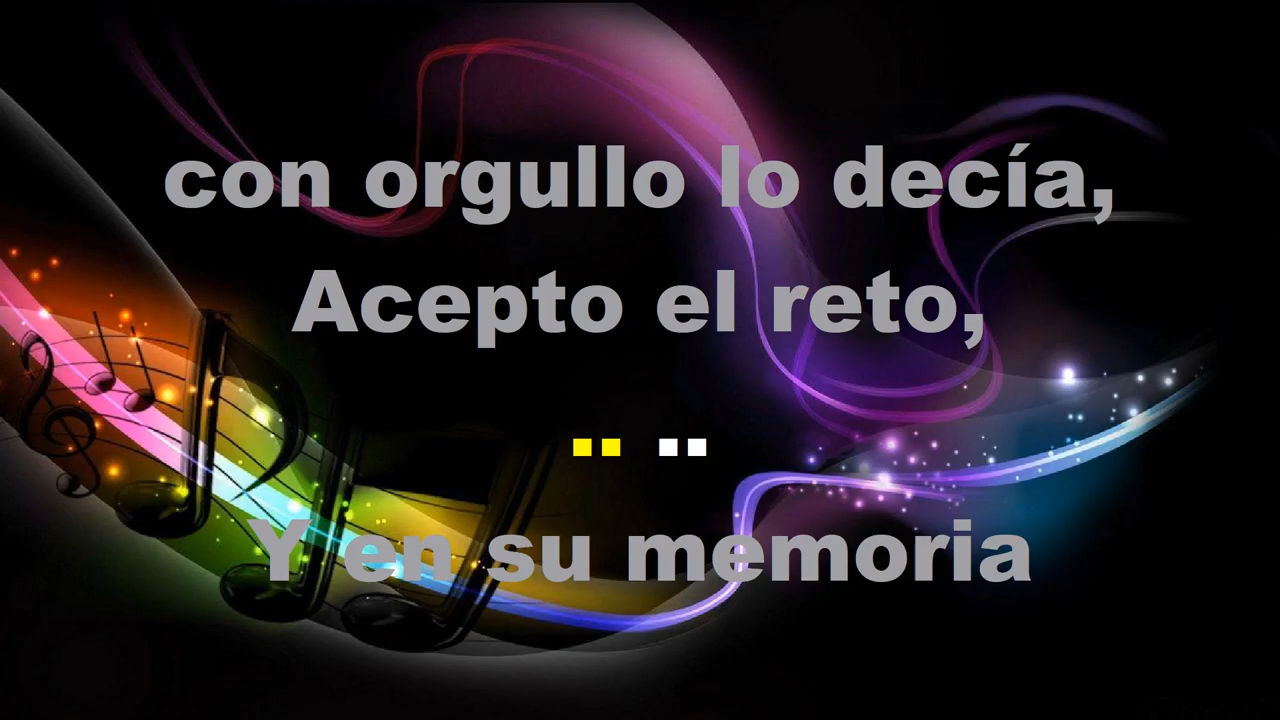 con orgullo lo decía,
Acepto el reto,
Y en su memoria